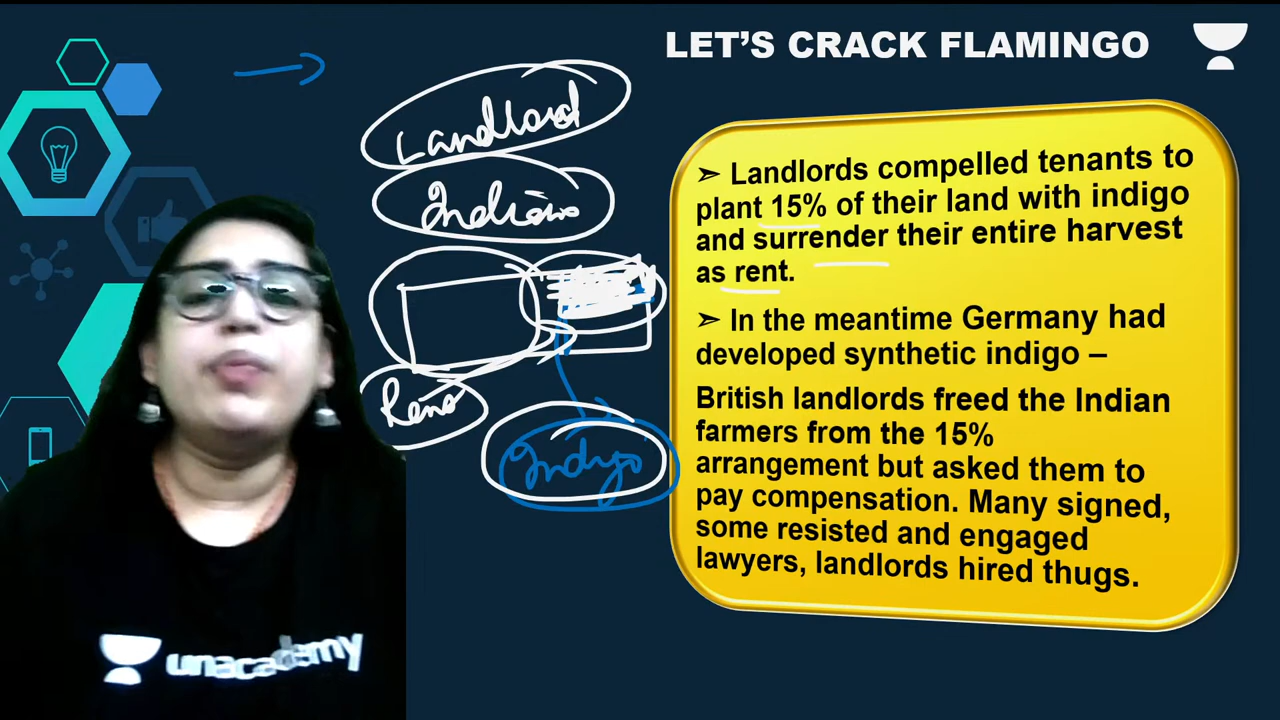 LET'S CRACK FLAMINGO
Landlord
Indians
Rent
Indigo
➢ Landlords compelled tenants to
plant 15% of their land with indigo
and surrender their entire harvest
as rent.
➢ In the meantime Germany had
developed synthetic indigo –
British landlords freed the Indian
farmers from the 15%
arrangement but asked them to
pay compensation. Many signed,
some resisted and engaged
lawyers, landlords hired thugs.
unacademy